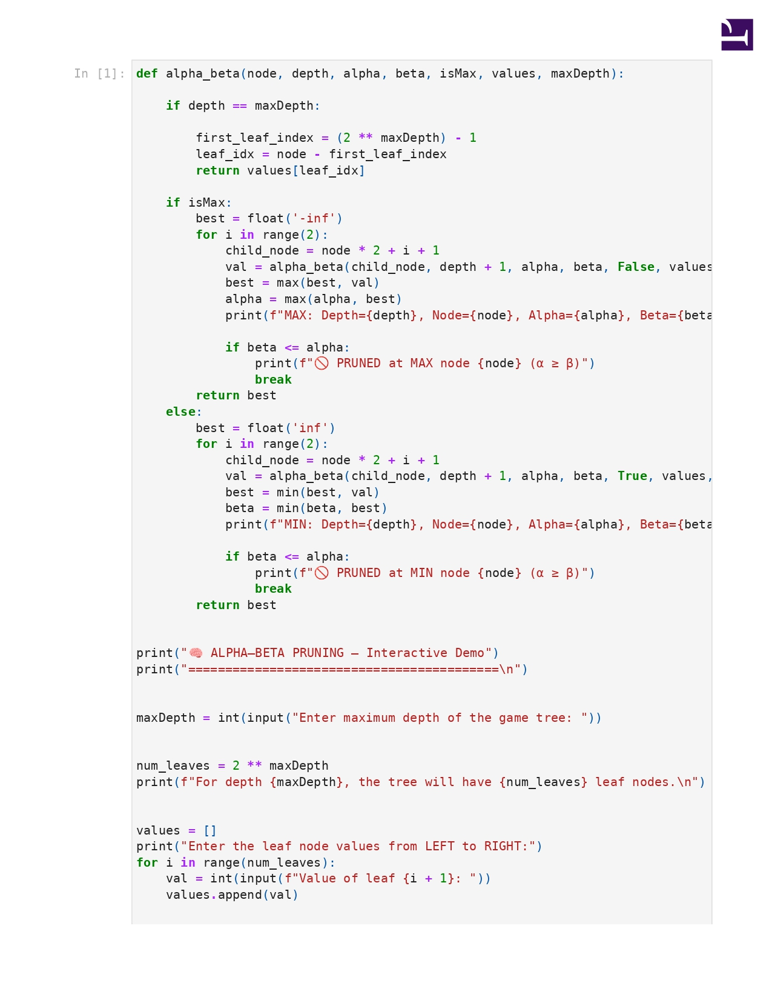 In [1]:
def alpha_beta(node, depth, alpha, beta, isMax, values, maxDepth):
    if depth == maxDepth:
        first_leaf_index = (2 ** maxDepth) - 1
        leaf_idx = node - first_leaf_index
        return values[leaf_idx]
    if isMax:
        best = float('-inf')
        for i in range(2):
            child_node = node * 2 + i + 1
            val = alpha_beta(child_node, depth + 1, alpha, beta, False, values
            best = max(best, val)
            alpha = max(alpha, best)
            print(f"MAX: Depth={depth}, Node={node}, Alpha={alpha}, Beta={beta
            if beta <= alpha:
                print(f"🚫 PRUNED at MAX node {node} (α ≥ β)")
                break
        return best
    else:
        best = float('inf')
        for i in range(2):
            child_node = node * 2 + i + 1
            val = alpha_beta(child_node, depth + 1, alpha, beta, True, values,
            best = min(best, val)
            beta = min(beta, best)
            print(f"MIN: Depth={depth}, Node={node}, Alpha={alpha}, Beta={beta
            if beta <= alpha:
                print(f"🚫 PRUNED at MIN node {node} (α ≥ β)")
                break
        return best
print("🧠 ALPHA–BETA PRUNING – Interactive Demo")
print("==========================================\n")
maxDepth = int(input("Enter maximum depth of the game tree: "))
num_leaves = 2 ** maxDepth
print(f"For depth {maxDepth}, the tree will have {num_leaves} leaf nodes.\n")
values = []
print("Enter the leaf node values from LEFT to RIGHT:")
for i in range(num_leaves):
    val = int(input(f"Value of leaf {i + 1}: "))
    values.append(val)